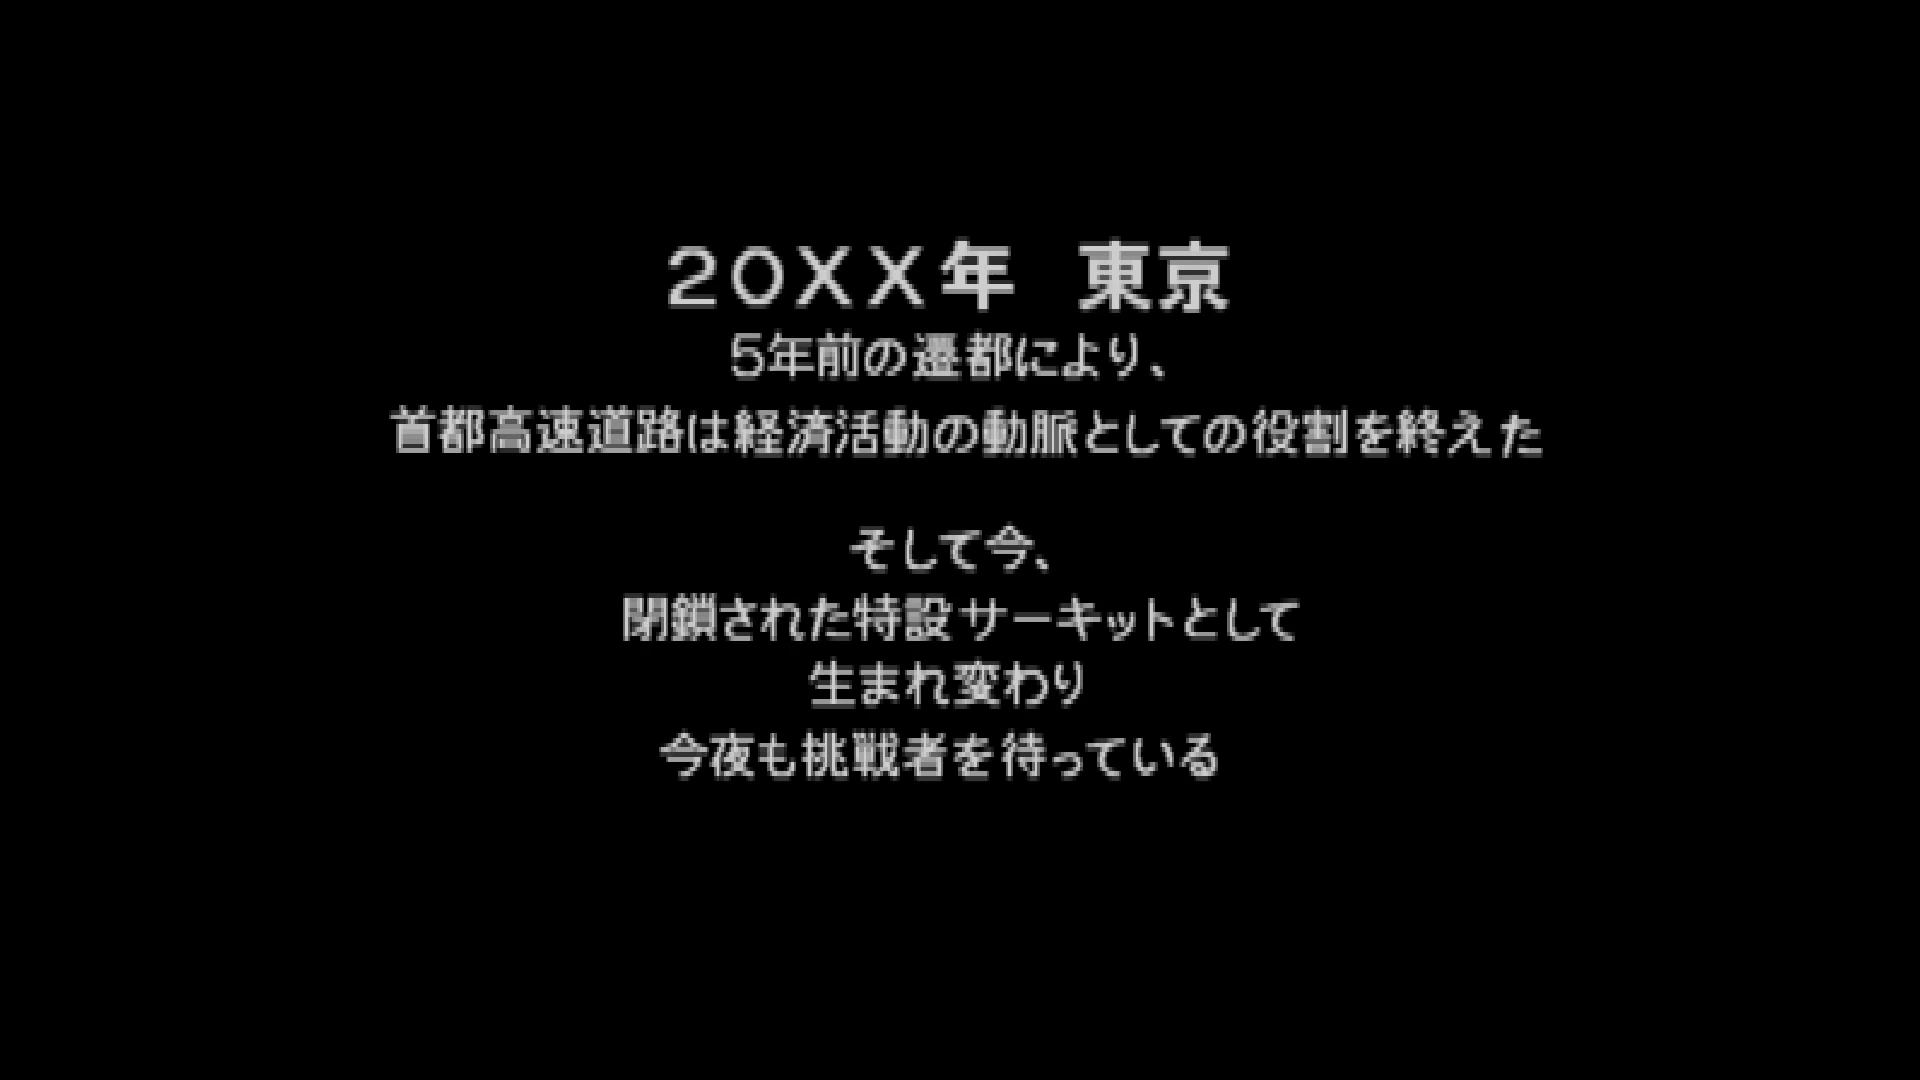 20XX年 東京
5年前の遷都により、
首都高速道路は経済活動の動脈としての役割を終えた
そして今、
閉鎖された特設サーキットとして
生まれ変わり
今夜も挑戦者を待っている